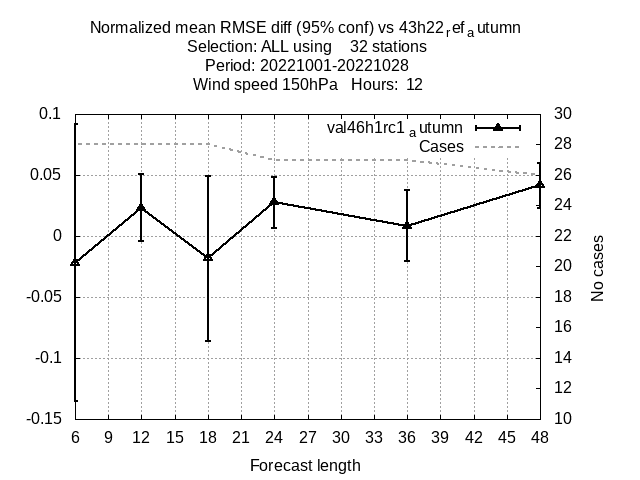 Normalized mean RMSE diff (95% conf) vs 43h22refautumn
Selection: ALL using 32 stations
Period: 20221001-20221028
Wind speed 150hPa Hours: 12
val46h1rc1autumn
Cases
0.1
0.05
0
-0.05
-0.1
-0.15
30
28
26
24
22
20
18
16
14
12
10
No cases
6 9 12 15 18 21 24 27 30 33 36 39 42 45 48
Forecast length